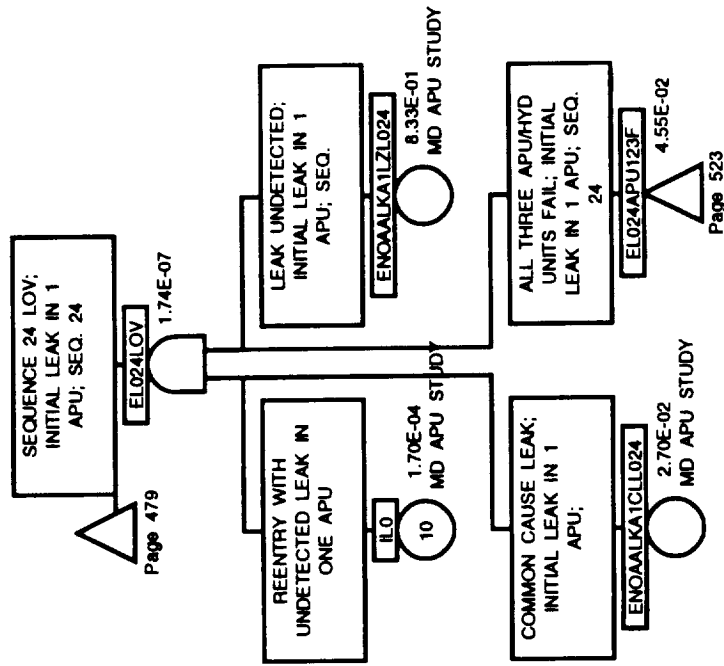 SEQUENCE 24 LOV;
INITIAL LEAK IN 1
APU; SEQ. 24
EL024LOV
1.74E-07
Page 479
REENTRY WITH
UNDETECTED LEAK IN
ONE APU
IL0
10
1.70E-04
MD APU STUDY
LEAK UNDETECTED;
INITIAL LEAK IN 1
APU; SEQ.
ENOAALKA1LZL024
8.33E-01
MD APU STUDY
COMMON CAUSE LEAK;
INITIAL LEAK IN 1
APU;
ENOAALKA1CLL024
2.70E-02
MD APU STUDY
ALL THREE APU/HYD
UNITS FAIL; INITIAL
LEAK IN 1 APU; SEQ.
24
EL024APU123F
4.55E-02
Page 523